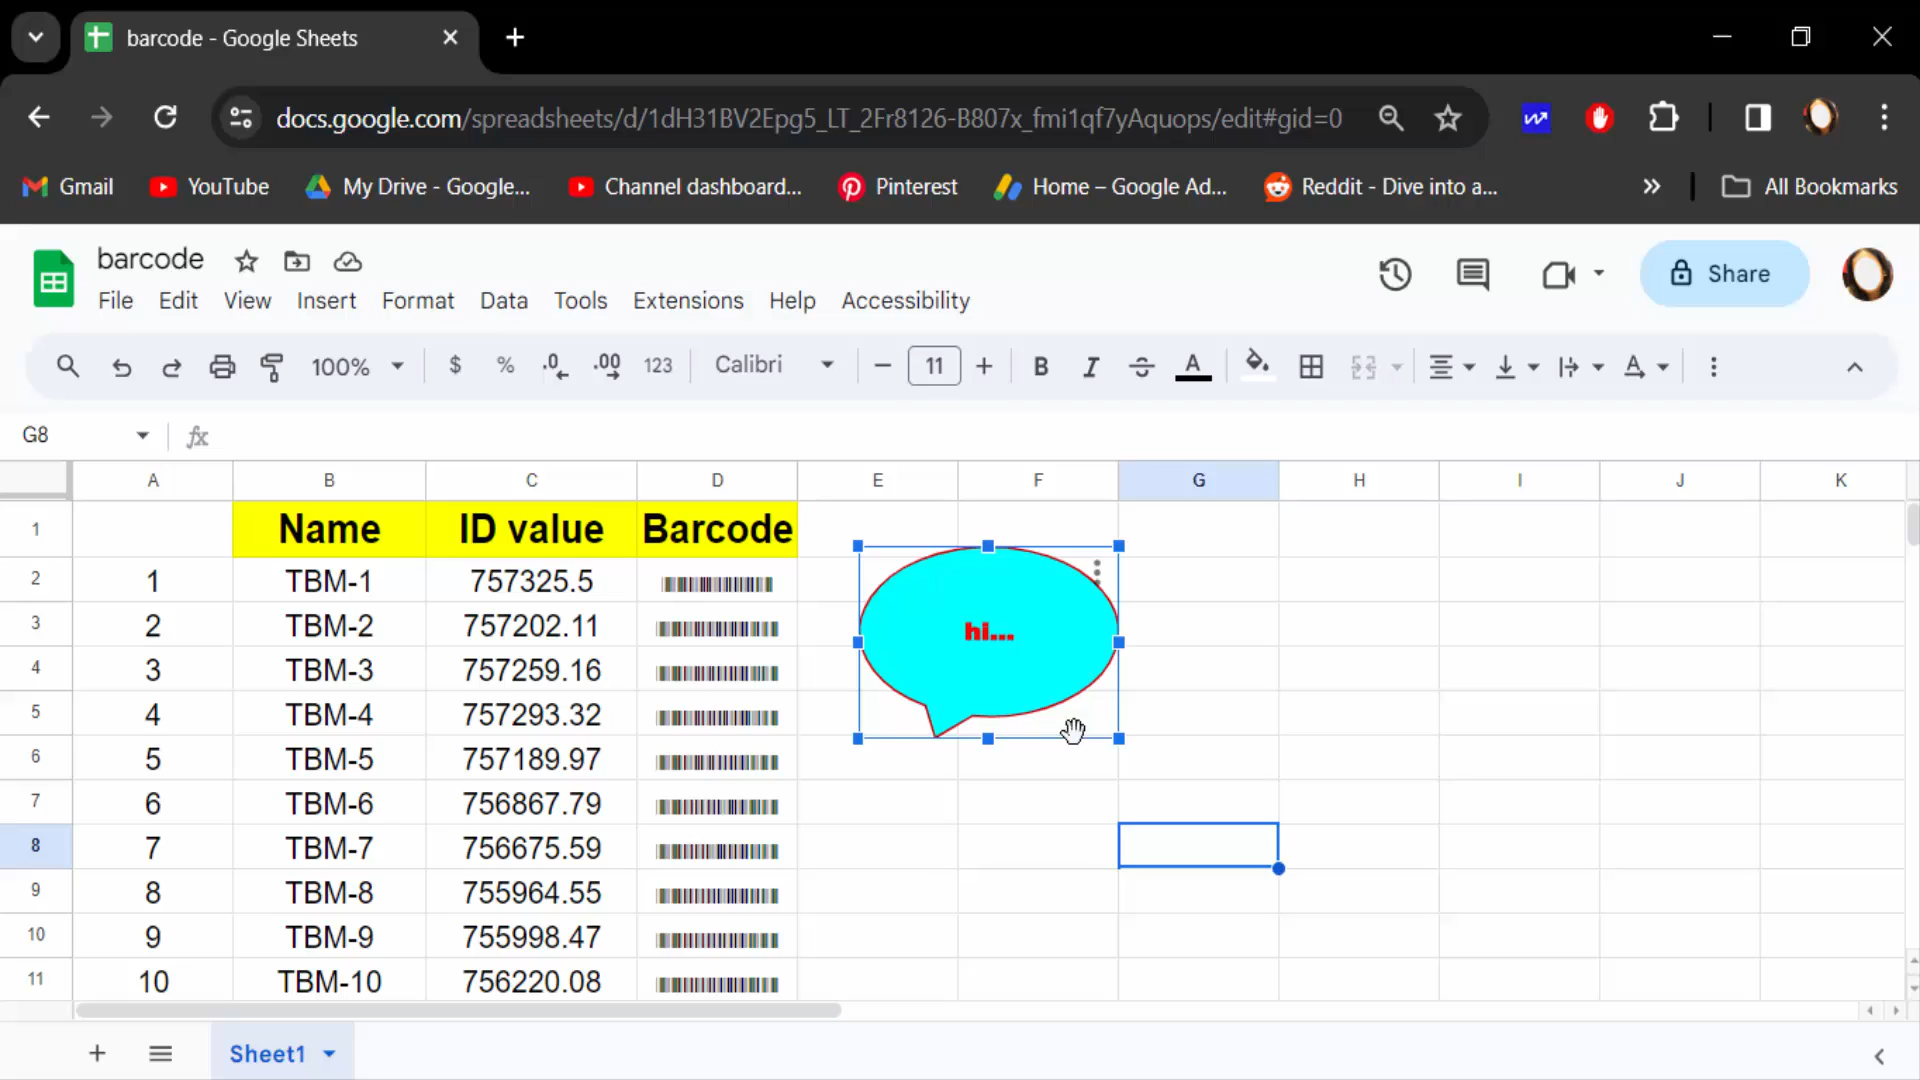 barcode - Google Sheets
docs.google.com/spreadsheets/d/1dH31BV2Epg5_LT_2Fr8126-B807x_fmi1qf7yAquops/edit#gid=0
Gmail YouTube My Drive - Google... Channel dashboard... Pinterest Home – Google Ad... Reddit - Dive into a... » All Bookmarks
barcode
Share
File Edit View Insert Format Data Tools Extensions Help Accessibility
100% $ % .0 .00 123 Calibri 11 B I A A
G8 fx
A B C D E F G H I J K
1 Name ID value Barcode
2 1 TBM-1 757325.5
hi...
3 2 TBM-2 757202.11
4 3 TBM-3 757259.16
5 4 TBM-4 757293.32
6 5 TBM-5 757189.97
7 6 TBM-6 756867.79
8 7 TBM-7 756675.59
9 8 TBM-8 755964.55
10 9 TBM-9 755998.47
11 10 TBM-10 756220.08
Sheet1